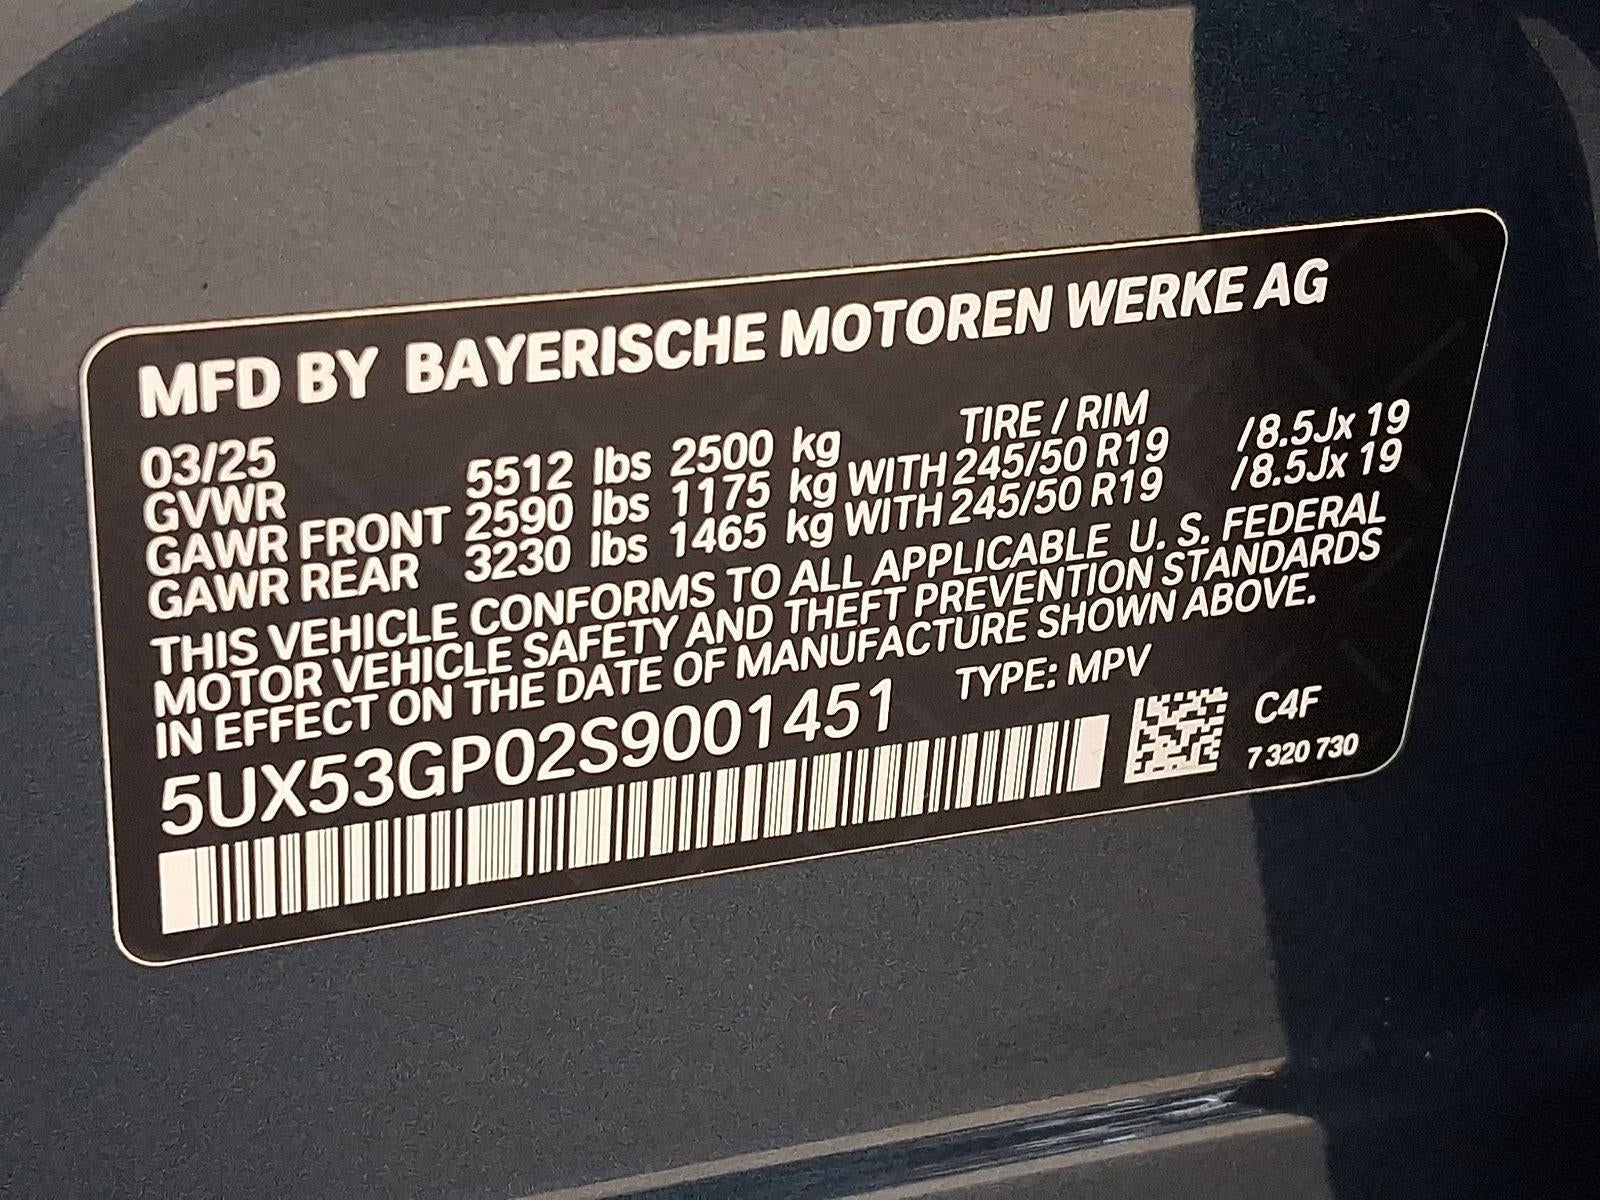 MFD BY BAYERISCHE MOTOREN WERKE AG
03/25 TIRE / RIM
GVWR 5512 lbs 2500 kg
GAWR FRONT 2590 lbs 1175 kg WITH 245/50 R19 /8.5Jx 19
GAWR REAR 3230 lbs 1465 kg WITH 245/50 R19 /8.5Jx 19
THIS VEHICLE CONFORMS TO ALL APPLICABLE U. S. FEDERAL
MOTOR VEHICLE SAFETY AND THEFT PREVENTION STANDARDS
IN EFFECT ON THE DATE OF MANUFACTURE SHOWN ABOVE.
5UX53GP02S9001451 TYPE: MPV
C4F
7 320 730